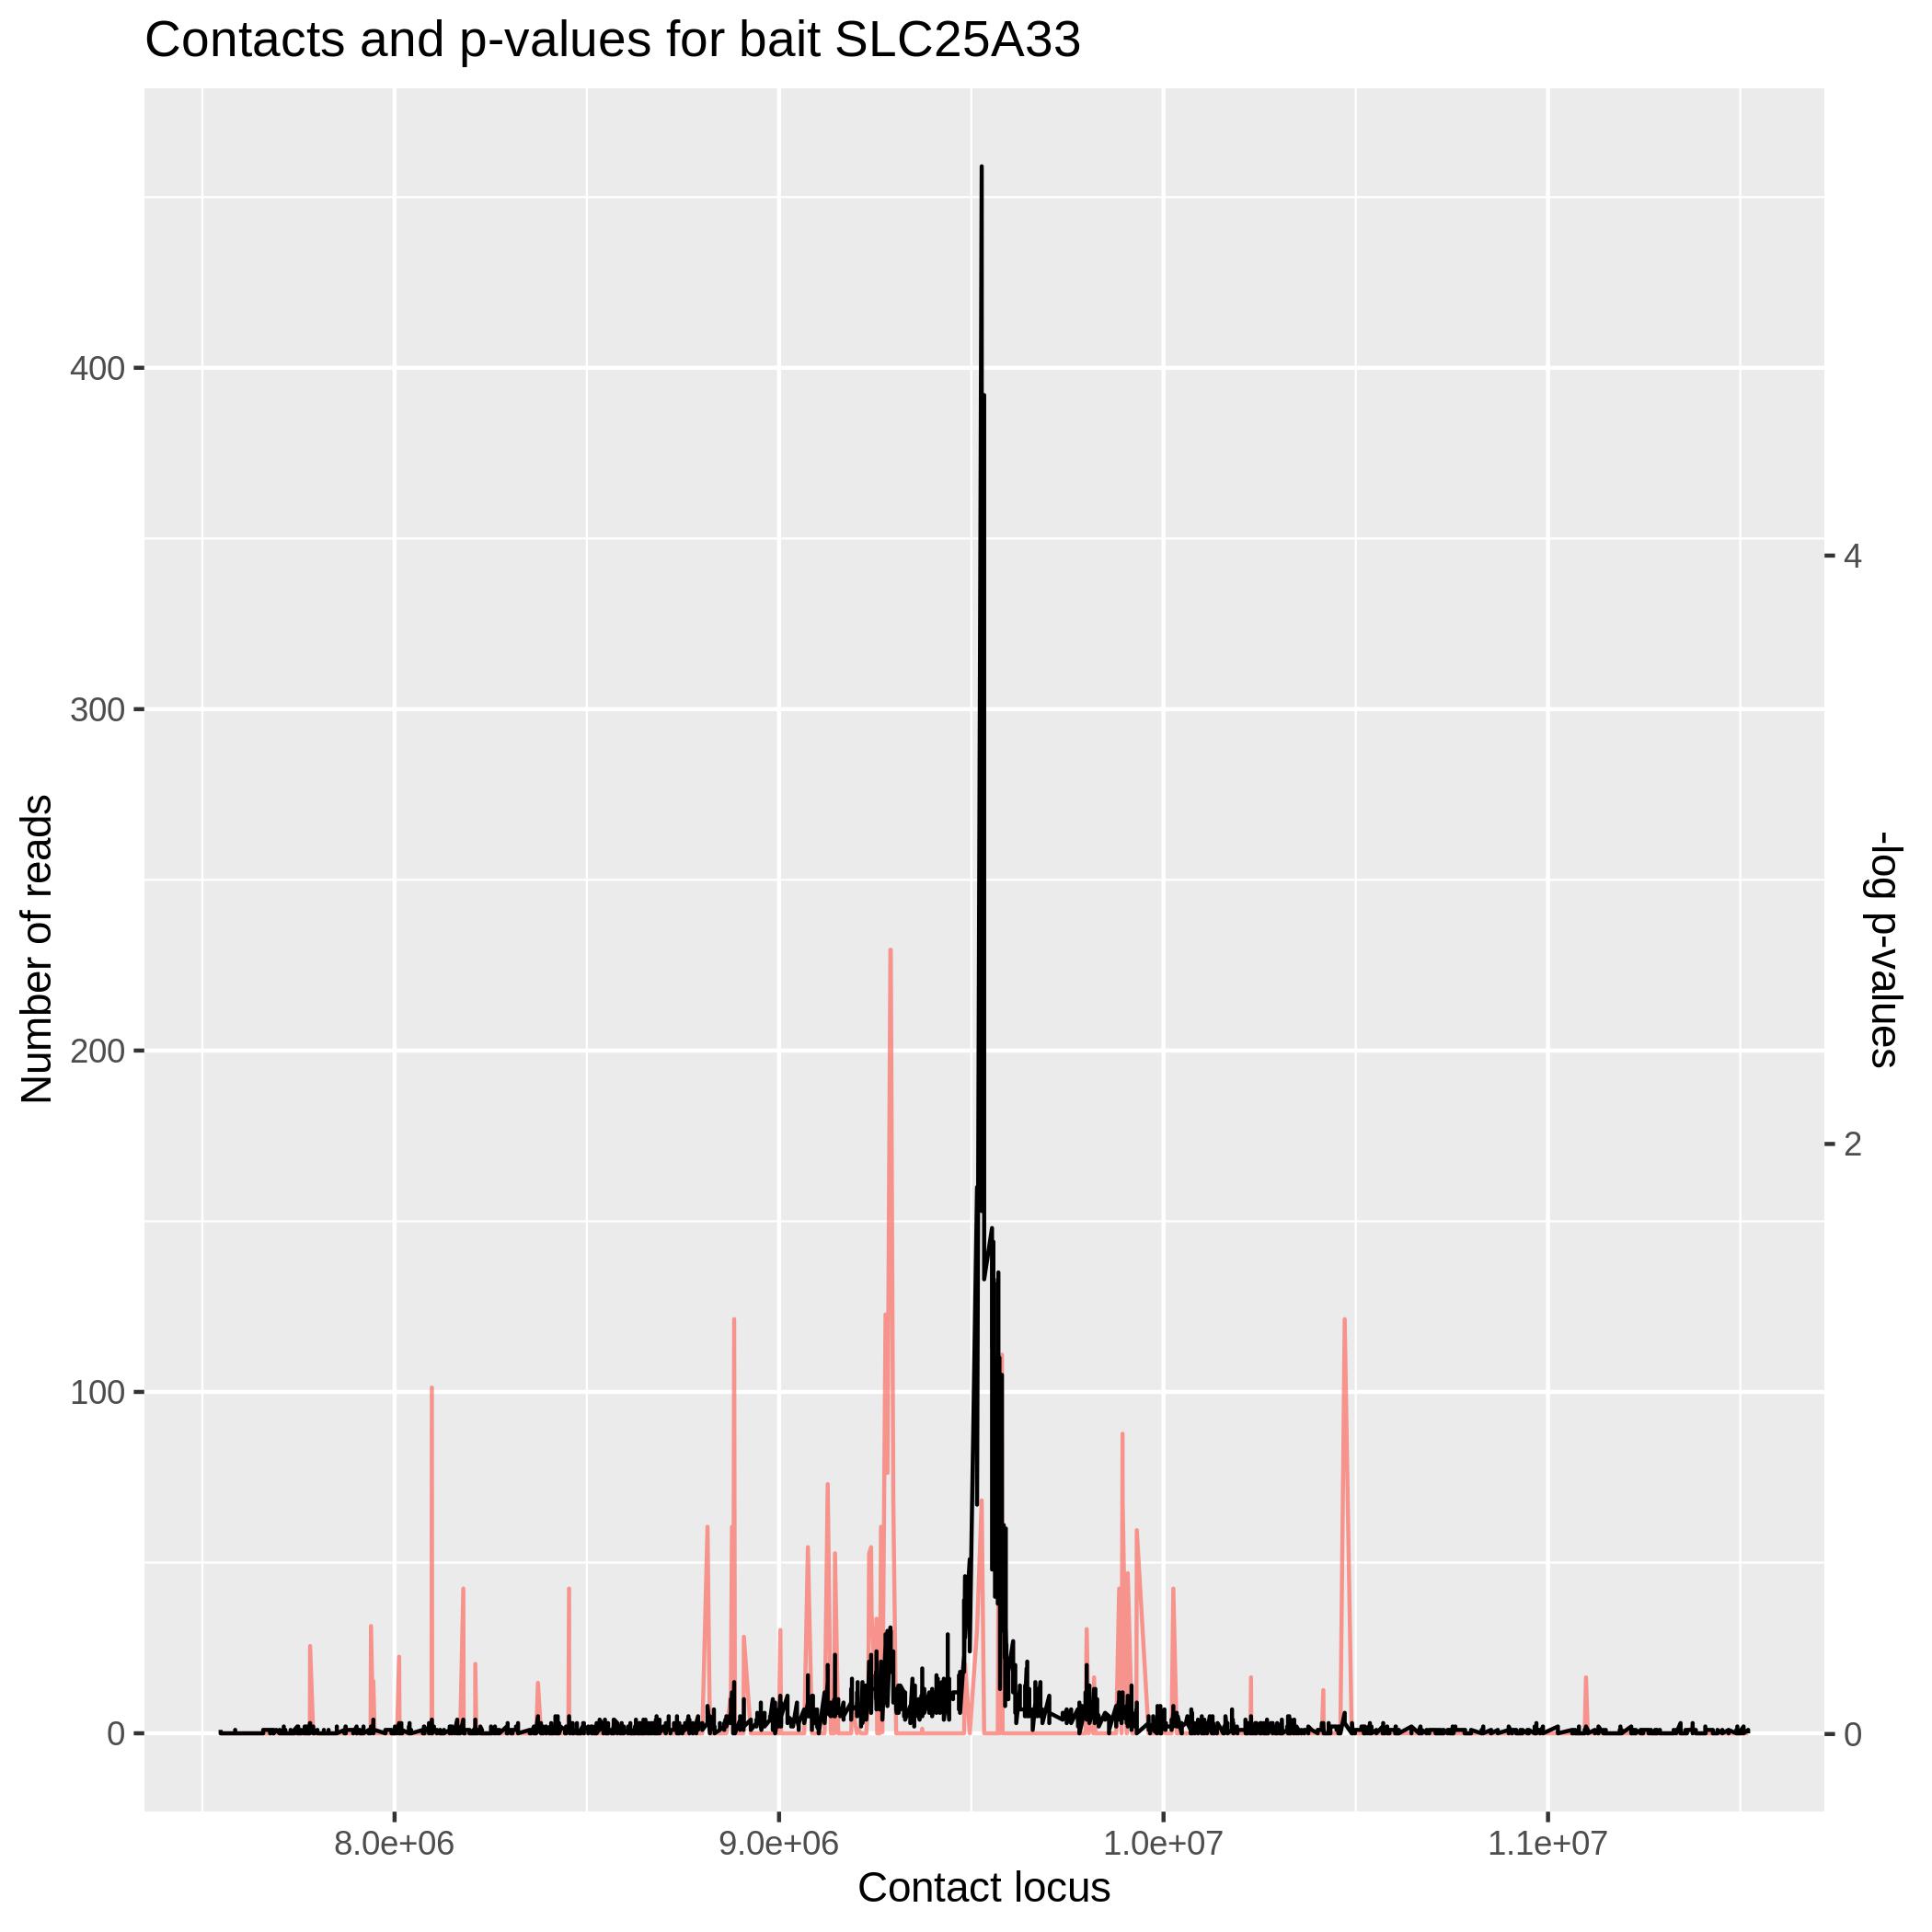 Contacts and p-values for bait SLC25A33
400
300
200
100
0
Number of reads
4
2
0
-log p-values
8.0e+06
9.0e+06
1.0e+07
1.1e+07
Contact locus